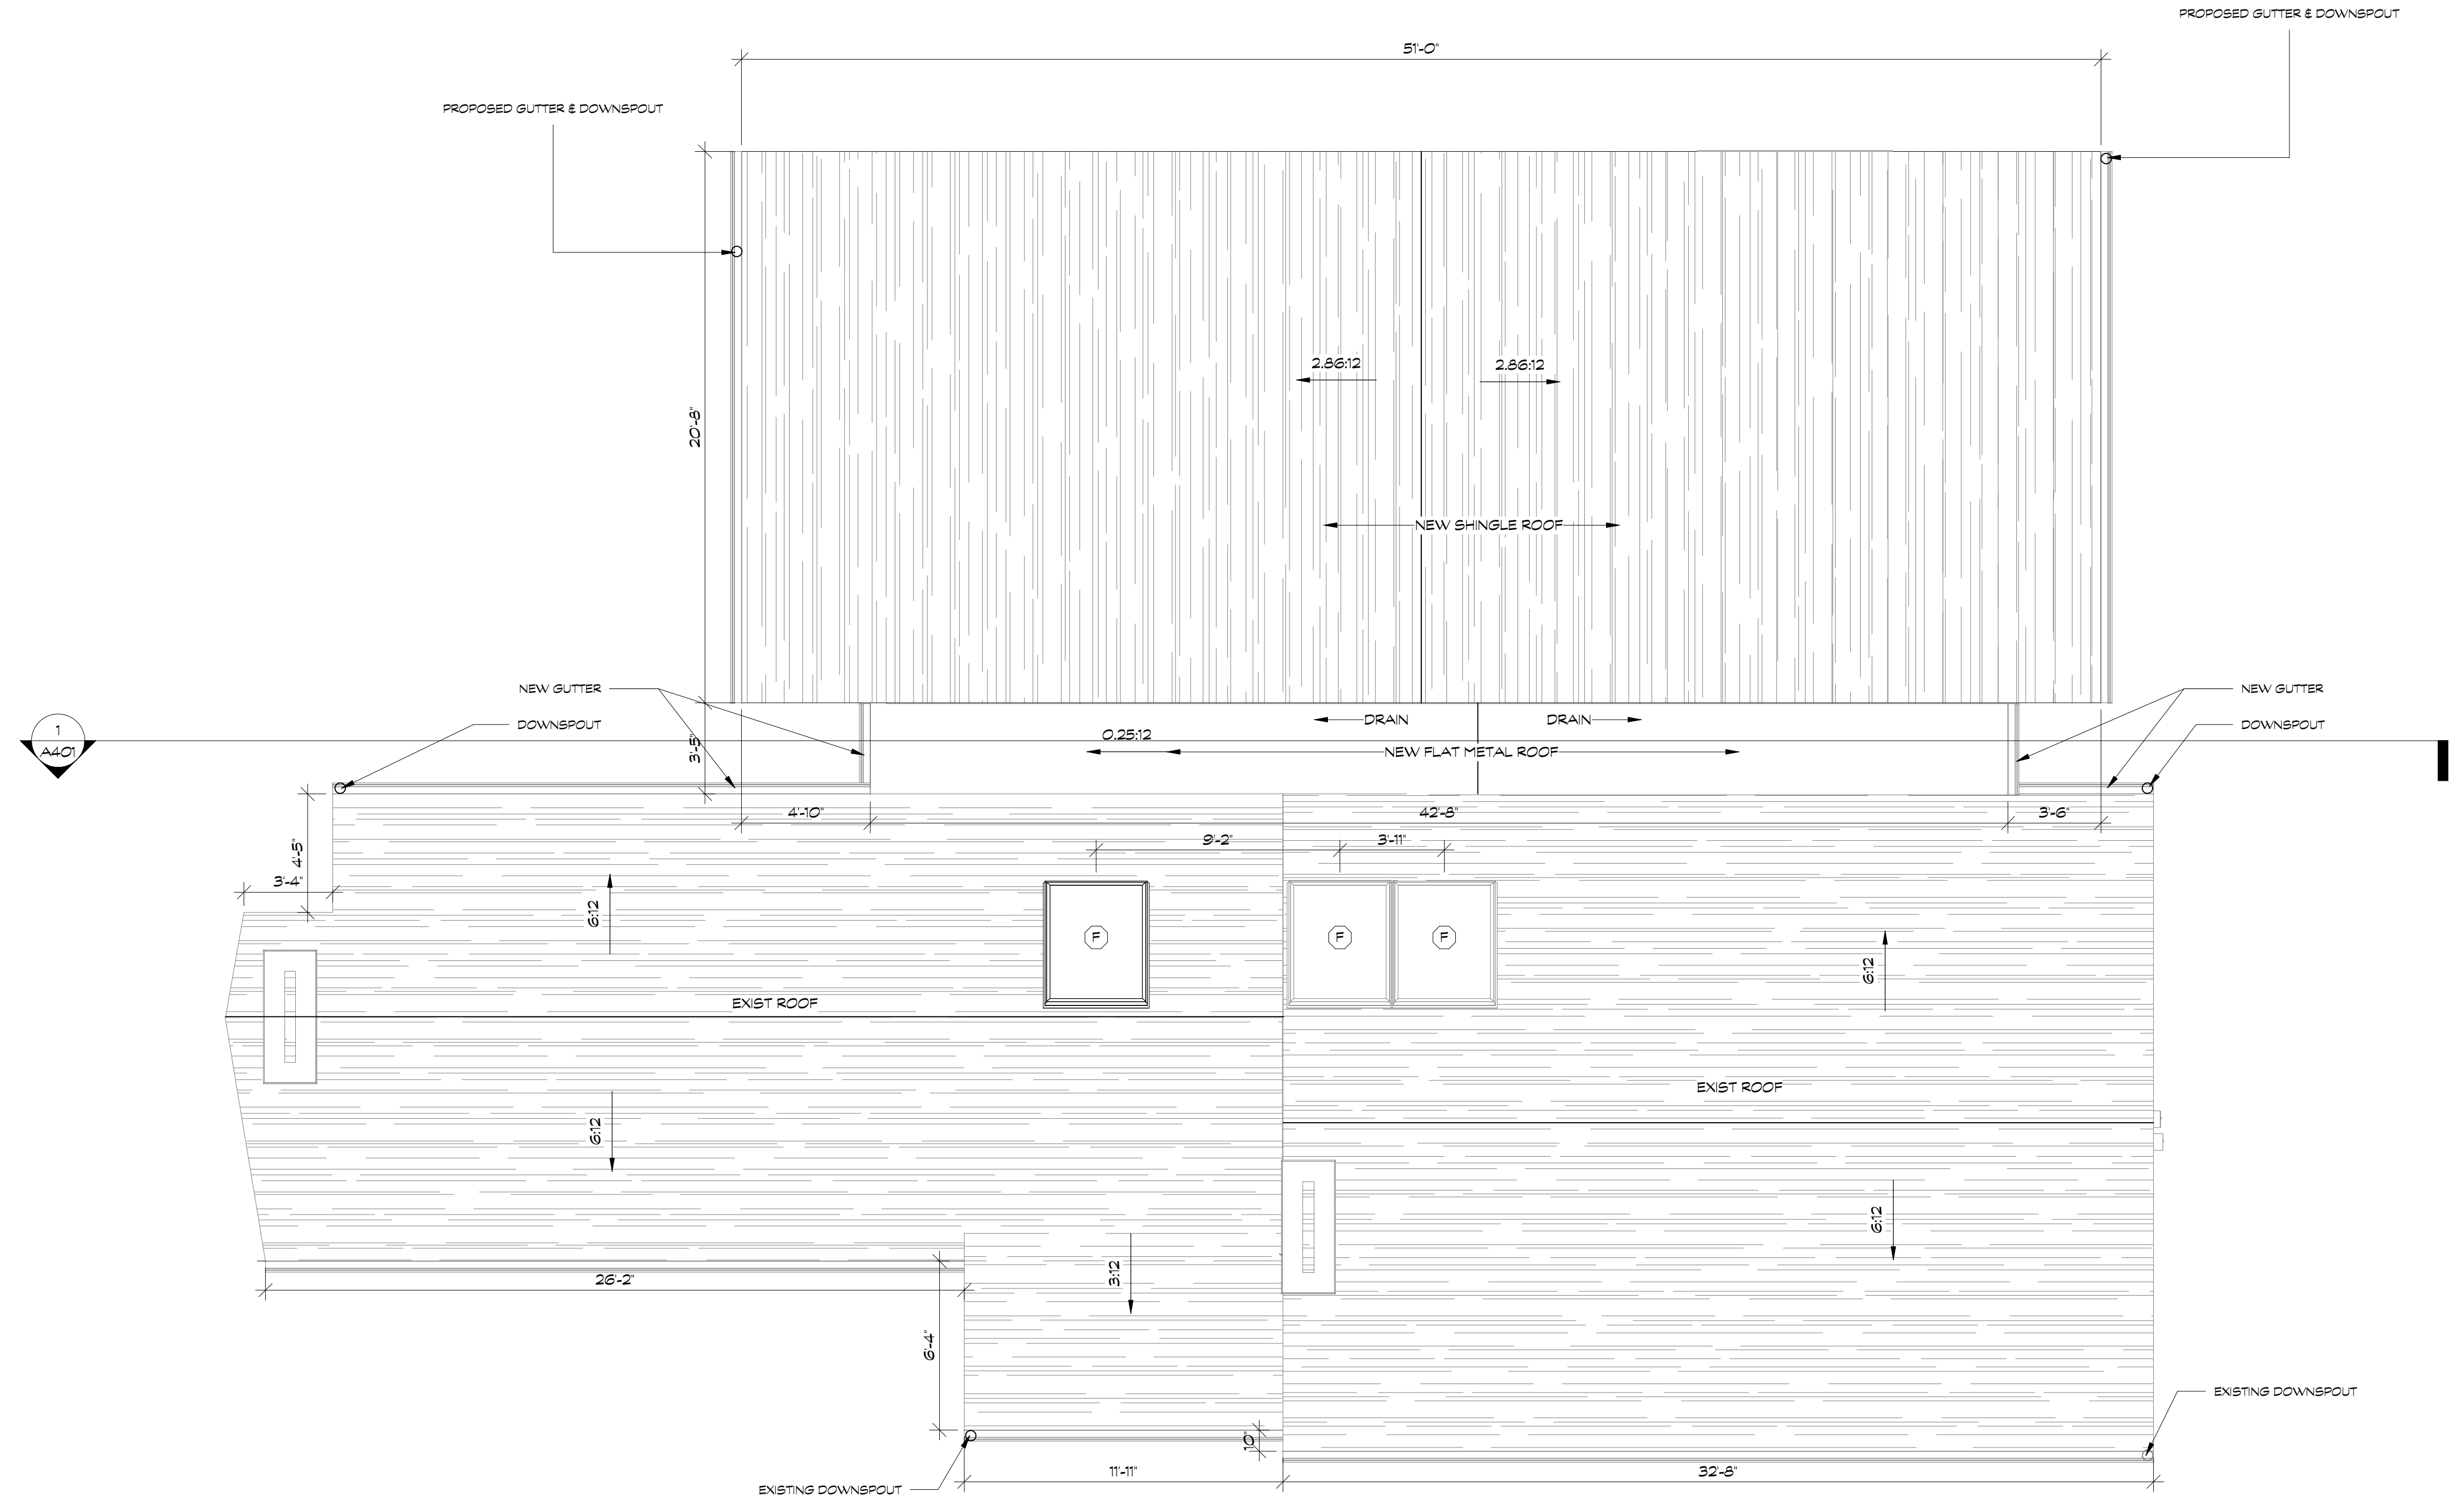 PROPOSED GUTTER & DOWNSPOUT
51'-0"
PROPOSED GUTTER & DOWNSPOUT
2.86:12
2.86:12
20'-8"
NEW SHINGLE ROOF
NEW GUTTER
NEW GUTTER
DRAIN
DRAIN
DOWNSPOUT
DOWNSPOUT
1
A401
0.25:12
3'-5"
NEW FLAT METAL ROOF
4'-10"
42'-8"
3'-6"
9'-2"
3'-11"
4'-5"
3'-4"
6:12
F
F
F
6:12
EXIST ROOF
EXIST ROOF
6:12
6:12
3:12
26'-2"
6'-4"
EXISTING DOWNSPOUT
10"
11'-11"
32'-8"
EXISTING DOWNSPOUT